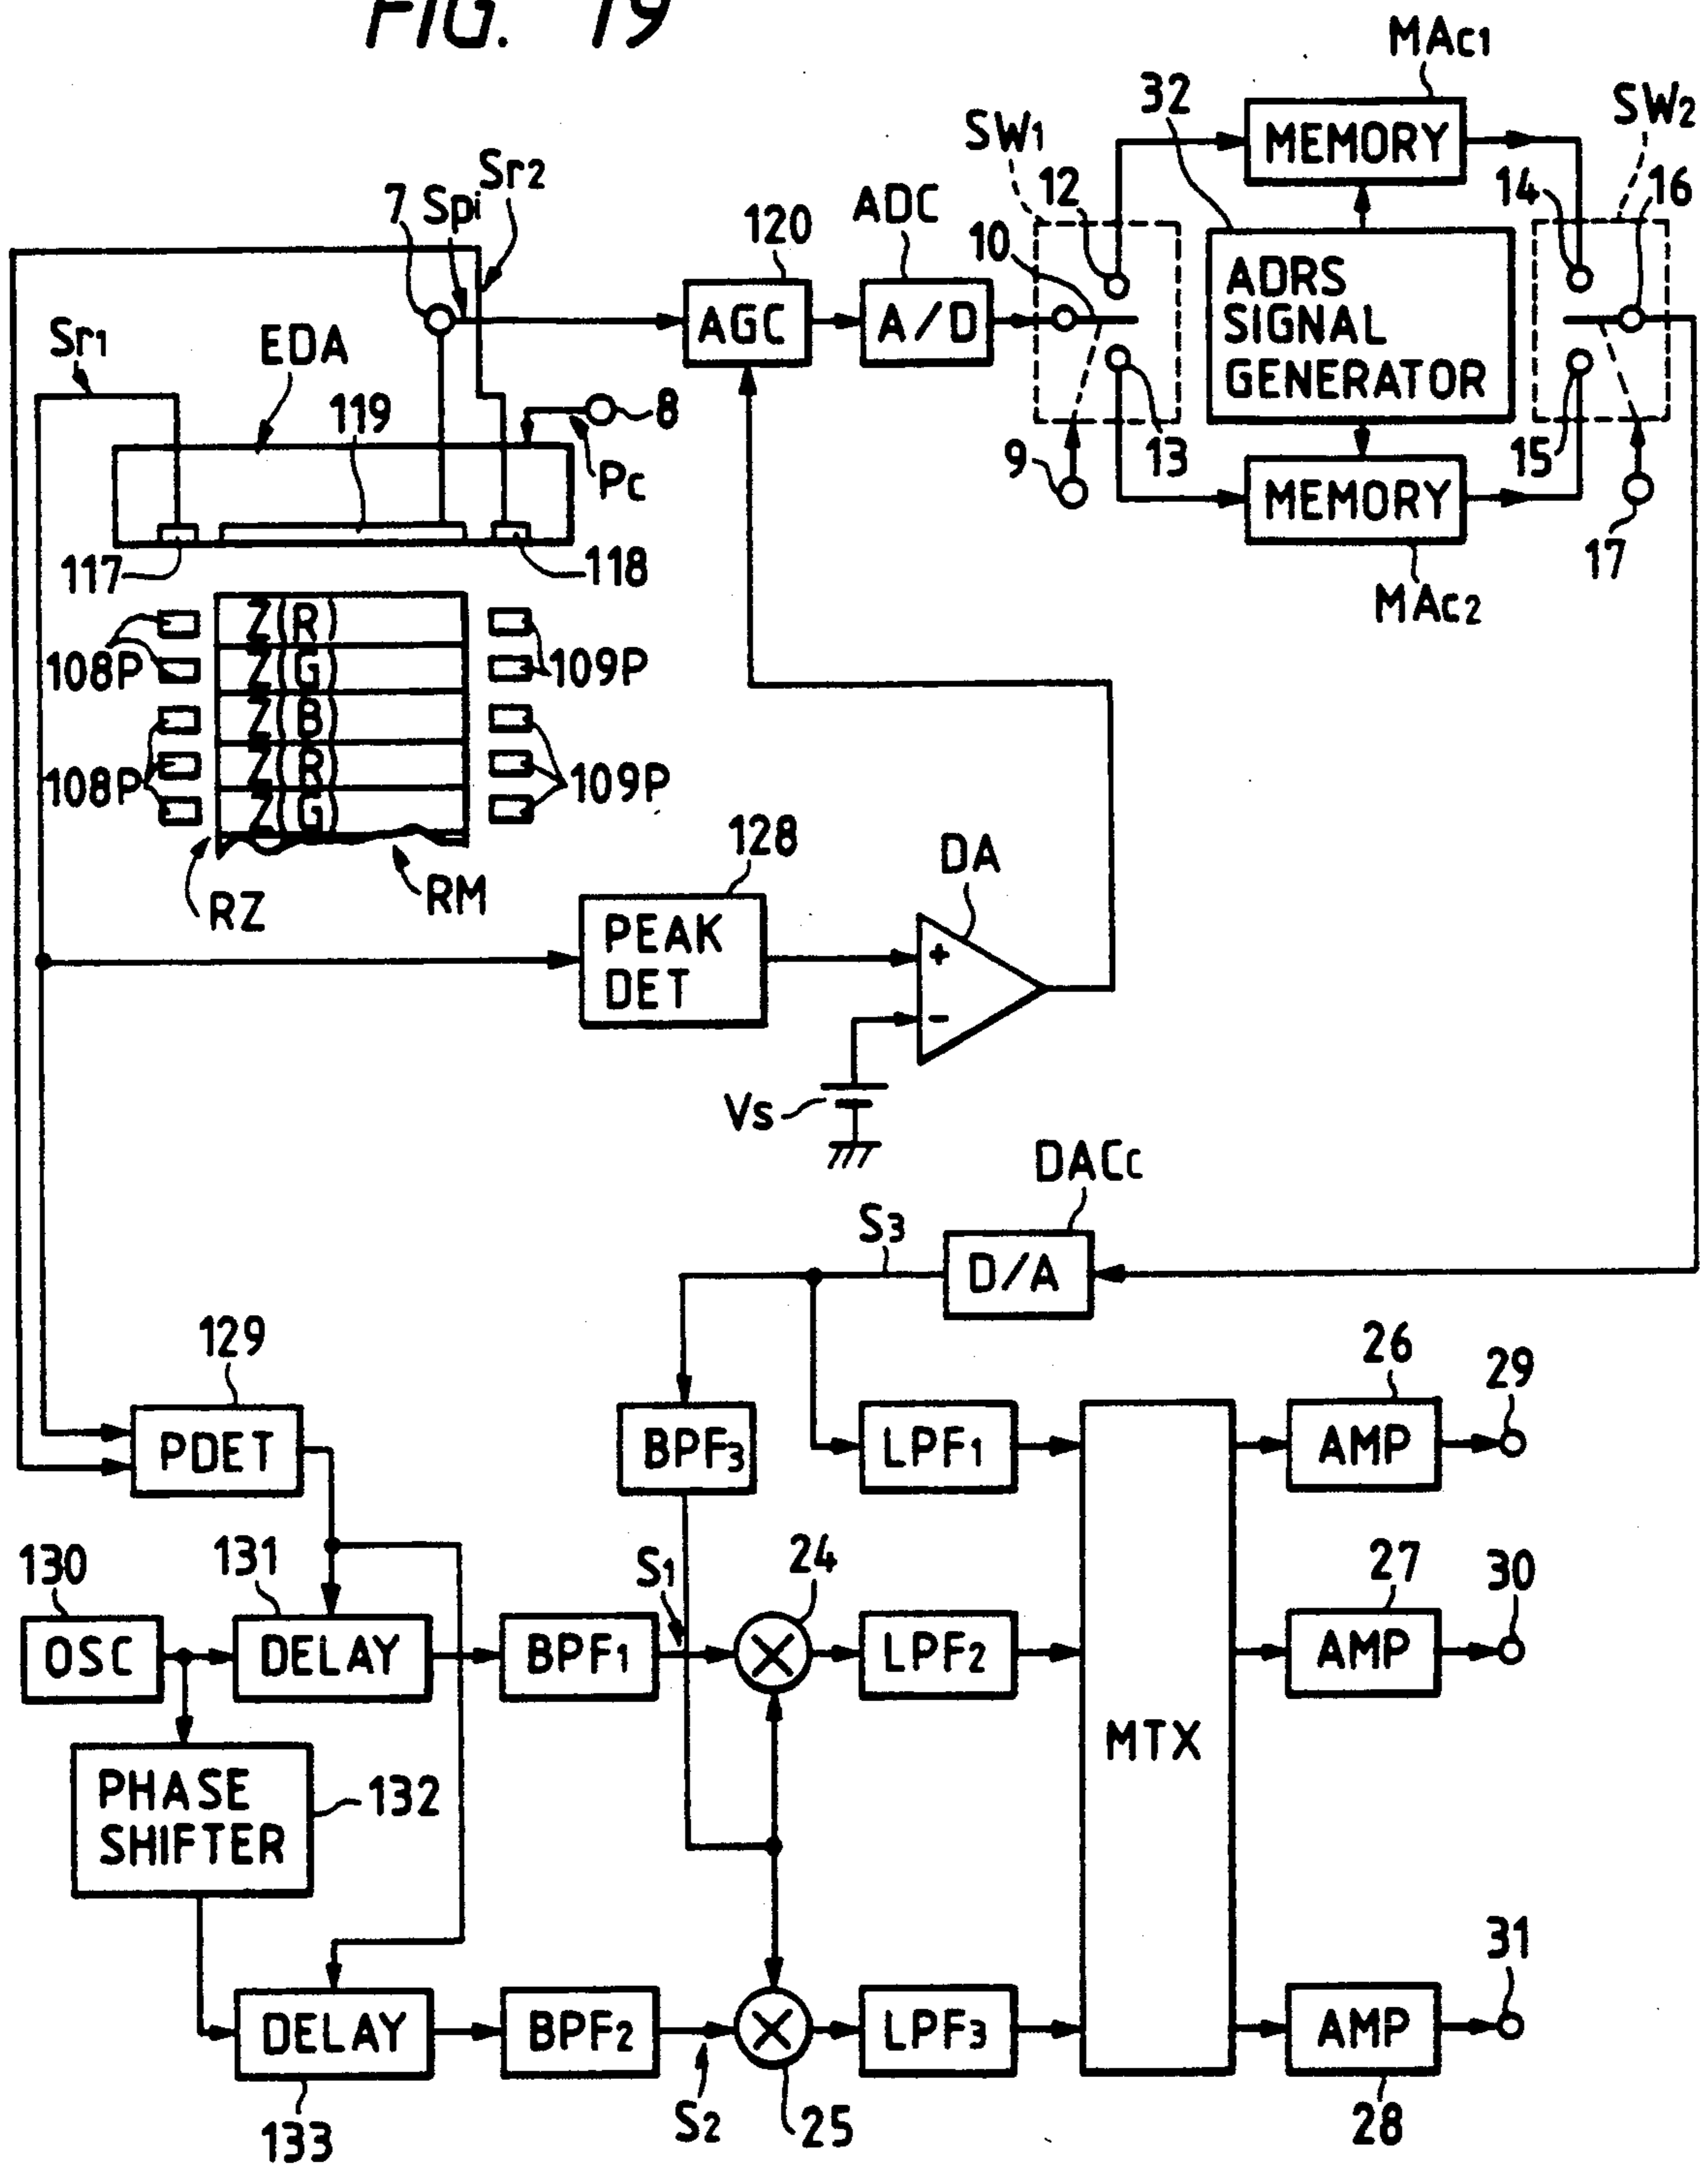 FIG. 19
MAC1
SW2
32
SW1
MEMORY
Sr2
7
Spi
12
14
16
ADC
120
10
ADRS
SIGNAL
GENERATOR
AGC
A/D
Sr1
EDA
119
8
Pc
9
13
15
MEMORY
17
117
118
MAC2
Z(R)
108P
Z(G)
109P
Z(B)
Z(R)
108P
109P
Z(G)
128
DA
RZ
RM
PEAK
DET
+
-
Vs
DACc
S3
D/A
129
26
29
PDET
BPF3
LPF1
AMP
130
131
S1
24
27
30
OSC
DELAY
BPF1
LPF2
AMP
MTX
PHASE
SHIFTER
132
31
DELAY
BPF2
LPF3
AMP
133
S2
25
28